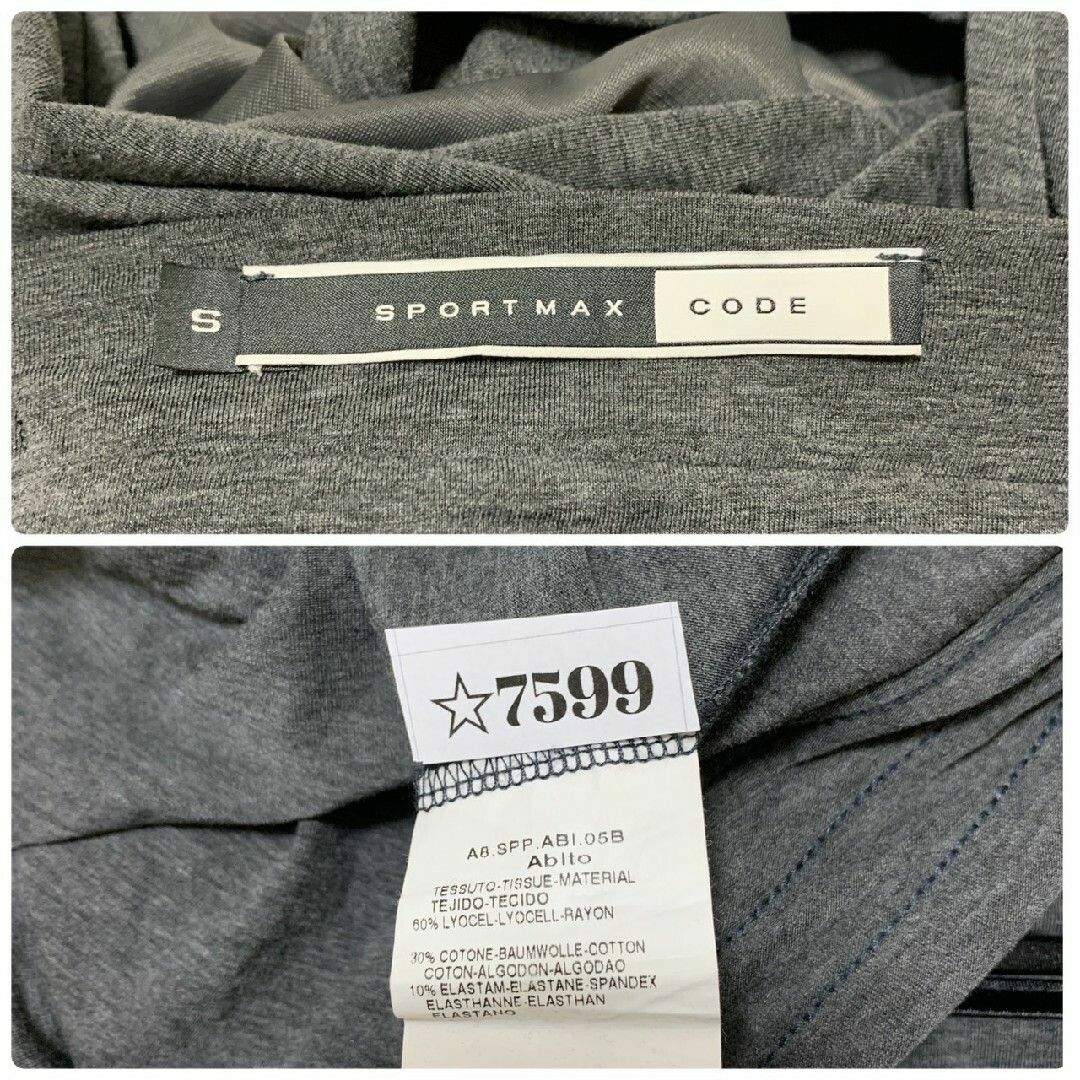 S
SPORTMAX CODE
☆7599
A8.SPP.ABI.05B
Abito
TESSUTO-TISSUE-MATERIAL
TEJIDO-TECIDO
60% LYOCEL-LYOCELL-RAYON
30% COTONE-BAUMWOLLE-COTTON
COTON-ALGODON-ALGODAO
10% ELASTAM-ELASTANE-SPANDEX
ELASTHANNE-ELASTHAN
ELASTANO